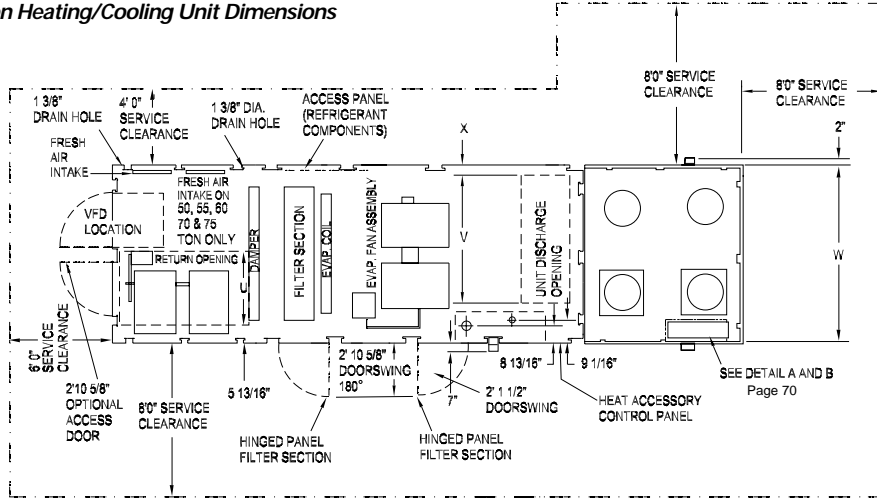 n Heating/Cooling Unit Dimensions
8'0" SERVICE
CLEARANCE
8'0" SERVICE
CLEARANCE
2"
1 3/8"
DRAIN HOLE
4' 0"
SERVICE
CLEARANCE
1 3/8" DIA.
DRAIN HOLE
ACCESS PANEL
(REFRIGERANT
COMPONENTS)
X
FRESH
AIR
INTAKE
FRESH AIR
INTAKE ON
50, 55, 60
70 & 75
TON ONLY
VFD
LOCATION
RETURN OPENING
U
DAMPER
FILTER SECTION
EVAP. COIL
EVAP. FAN ASSEMBLY
V
UNIT DISCHARGE
OPENING
W
6' 0"
SERVICE
CLEARANCE
2'10 5/8"
OPTIONAL
ACCESS
DOOR
8'0" SERVICE
CLEARANCE
5 13/16"
2' 10 5/8"
DOORSWING
180°
7"
2' 1 1/2"
DOORSWING
8 13/16"
9 1/16"
HEAT ACCESSORY
CONTROL PANEL
SEE DETAIL A AND B
Page 70
HINGED PANEL
FILTER SECTION
HINGED PANEL
FILTER SECTION